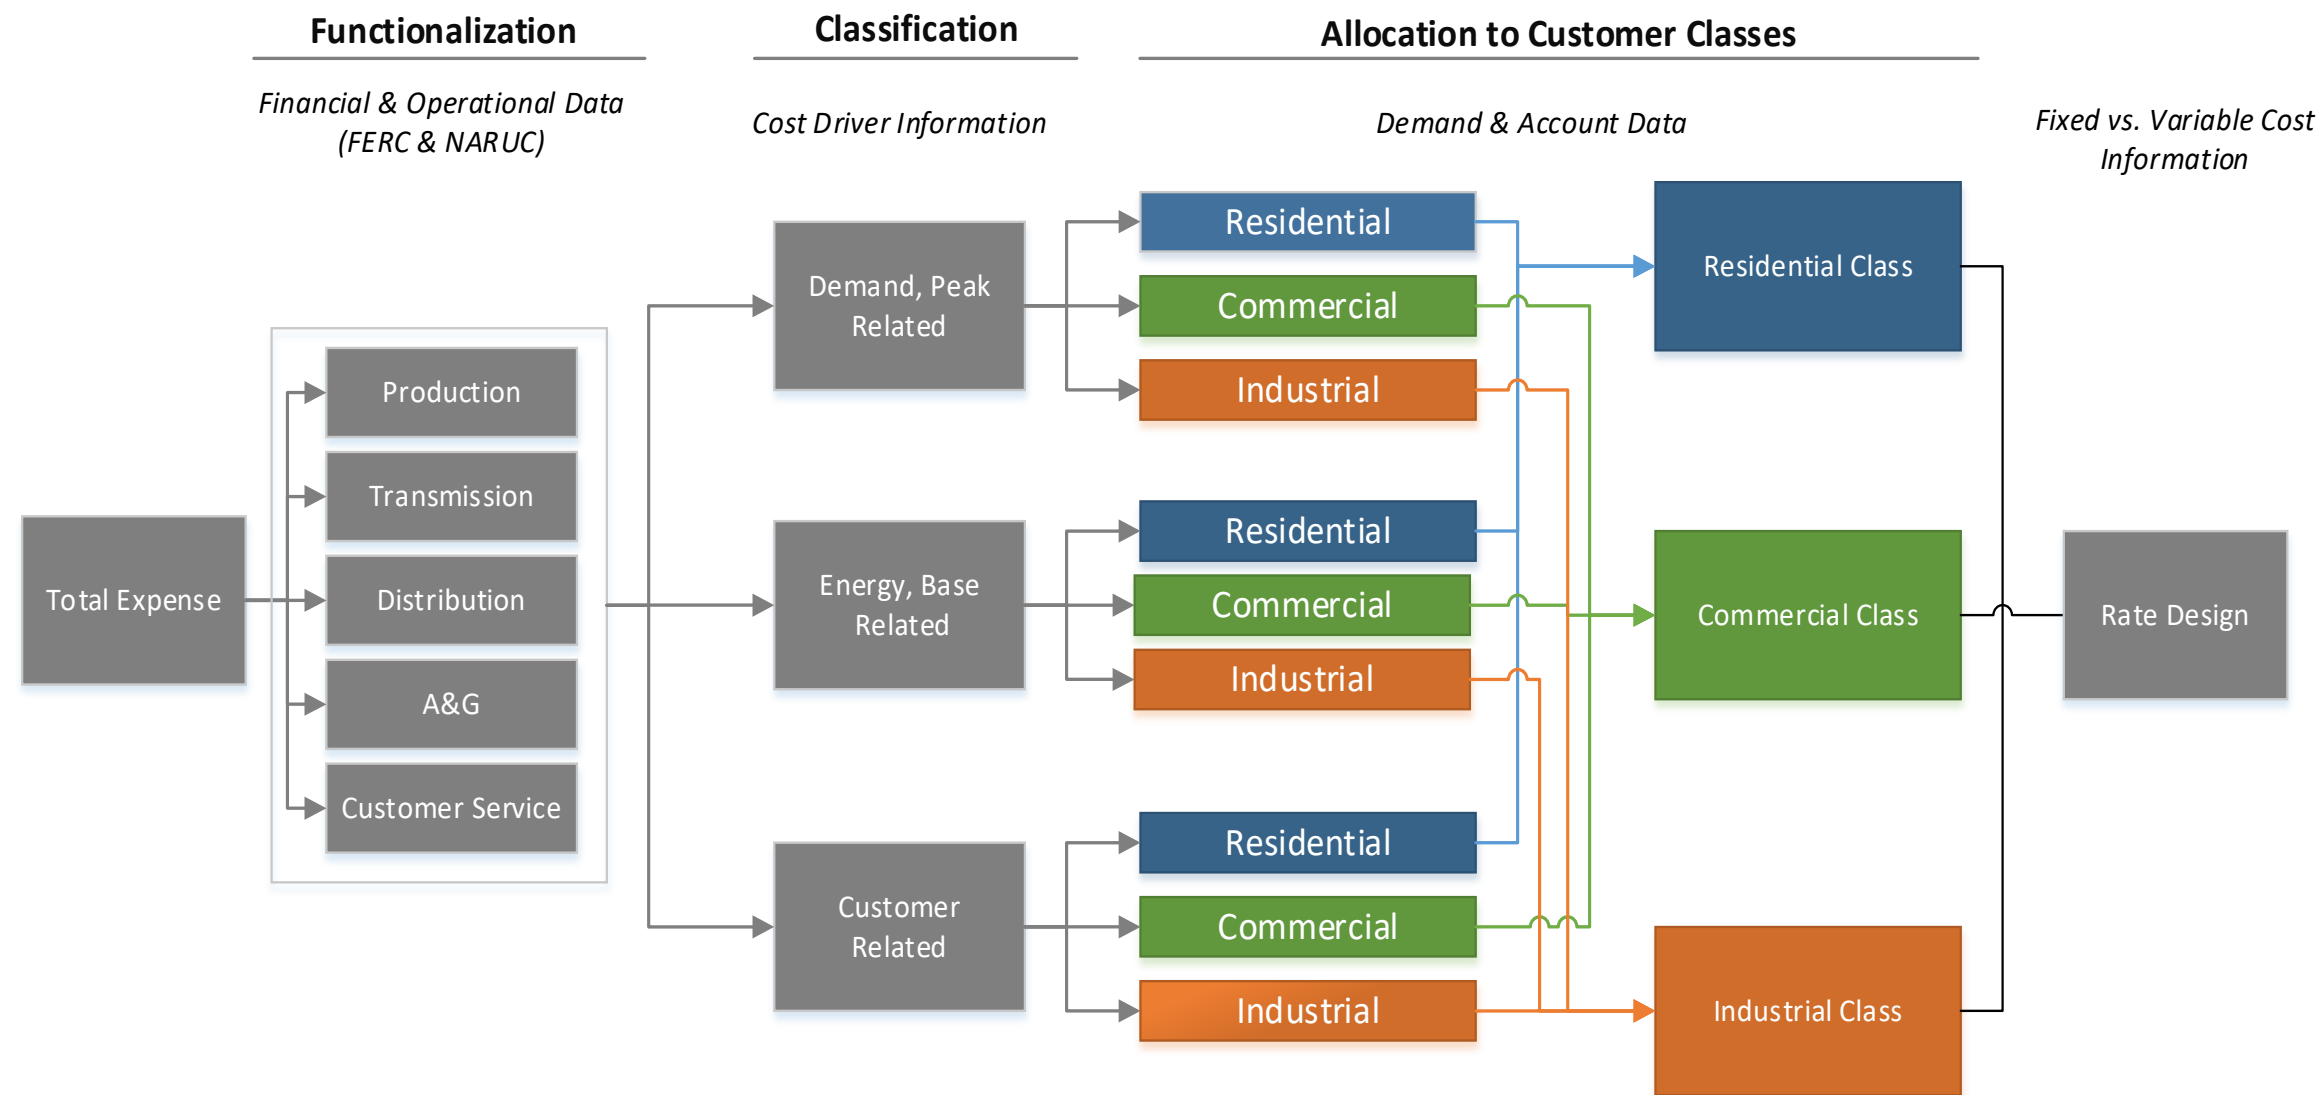 Functionalization
Classification
Allocation to Customer Classes
Financial & Operational Data
(FERC & NARUC)
Cost Driver Information
Demand & Account Data
Fixed vs. Variable Cost
Information
Total Expense
Production
Transmission
Distribution
A&G
Customer Service
Demand, Peak
Related
Energy, Base
Related
Customer
Related
Residential
Commercial
Industrial
Residential
Commercial
Industrial
Residential
Commercial
Industrial
Residential Class
Commercial Class
Industrial Class
Rate Design